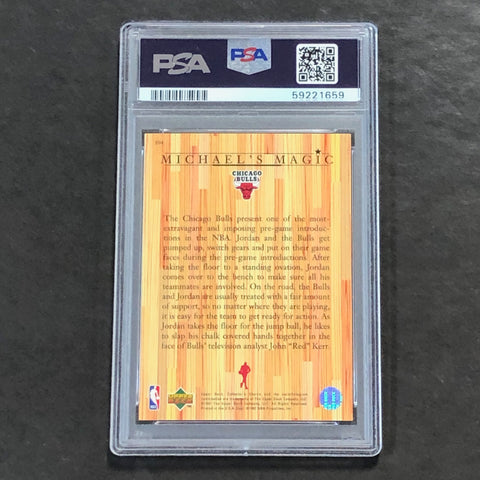 PSA
PSA
59221659
MICHAEL'S MAGIC
CHICAGO
BULLS
The Chicago Bulls present one of the most-
extravagant and imposing pre-game introduc-
tions in the NBA. Jordan and the Bulls get
pumped up, switch gears and put on their game
faces during the pre-game introductions. After
taking the floor to a standing ovation, Jordan
comes over to the bench to make sure all his
teammates are involved. On the road, the Bulls
and Jordan are usually treated with a fair amount
of support, so no matter where they are playing,
it is easy for the team to get ready for action. As
Jordan takes the floor for the jump ball, he likes
to slap his chalk covered hands together in the
face of Bulls' television analyst John "Red" Kerr.